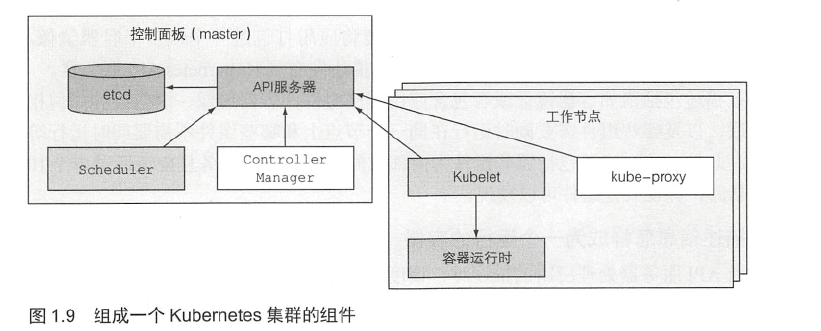 控制面板（master）
etcd
API服务器
Scheduler
Controller
Manager
工作节点
Kubelet
kube-proxy
容器运行时
图 1.9 组成一个 Kubernetes 集群的组件